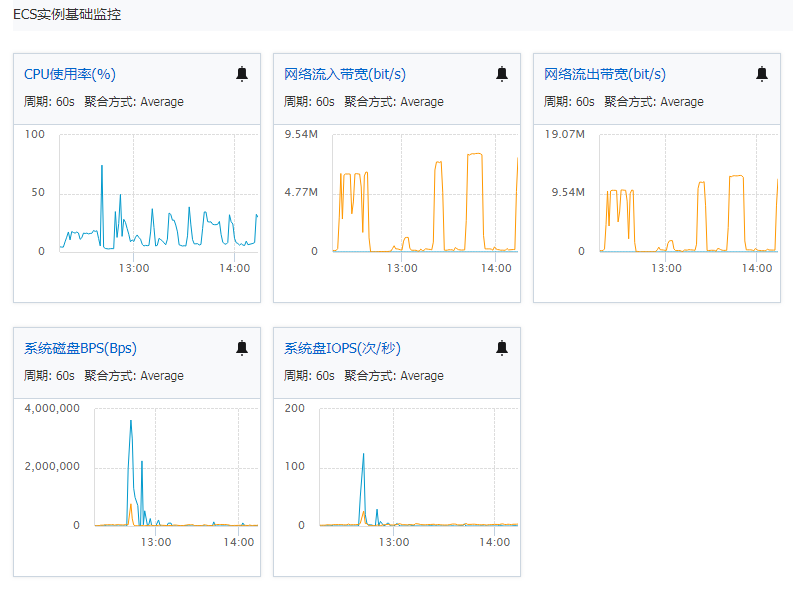 ECS实例基础监控
CPU使用率(%)
周期: 60s 聚合方式: Average
100
50
0
13:00 14:00
网络流入带宽(bit/s)
周期: 60s 聚合方式: Average
9.54M
4.77M
0
13:00 14:00
网络流出带宽(bit/s)
周期: 60s 聚合方式: Average
19.07M
9.54M
0
13:00 14:00
系统磁盘BPS(Bps)
周期: 60s 聚合方式: Average
4,000,000
2,000,000
0
13:00 14:00
系统盘IOPS(次/秒)
周期: 60s 聚合方式: Average
200
100
0
13:00 14:00